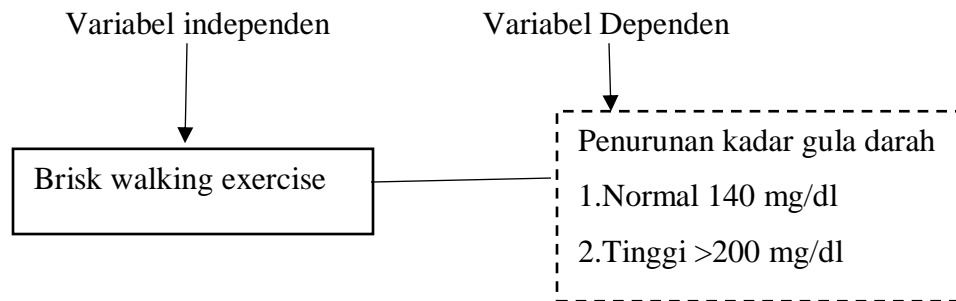 Variabel independen
Variabel Dependen
Brisk walking exercise
Penurunan kadar gula darah
1.Normal 140 mg/dl
2.Tinggi >200 mg/dl